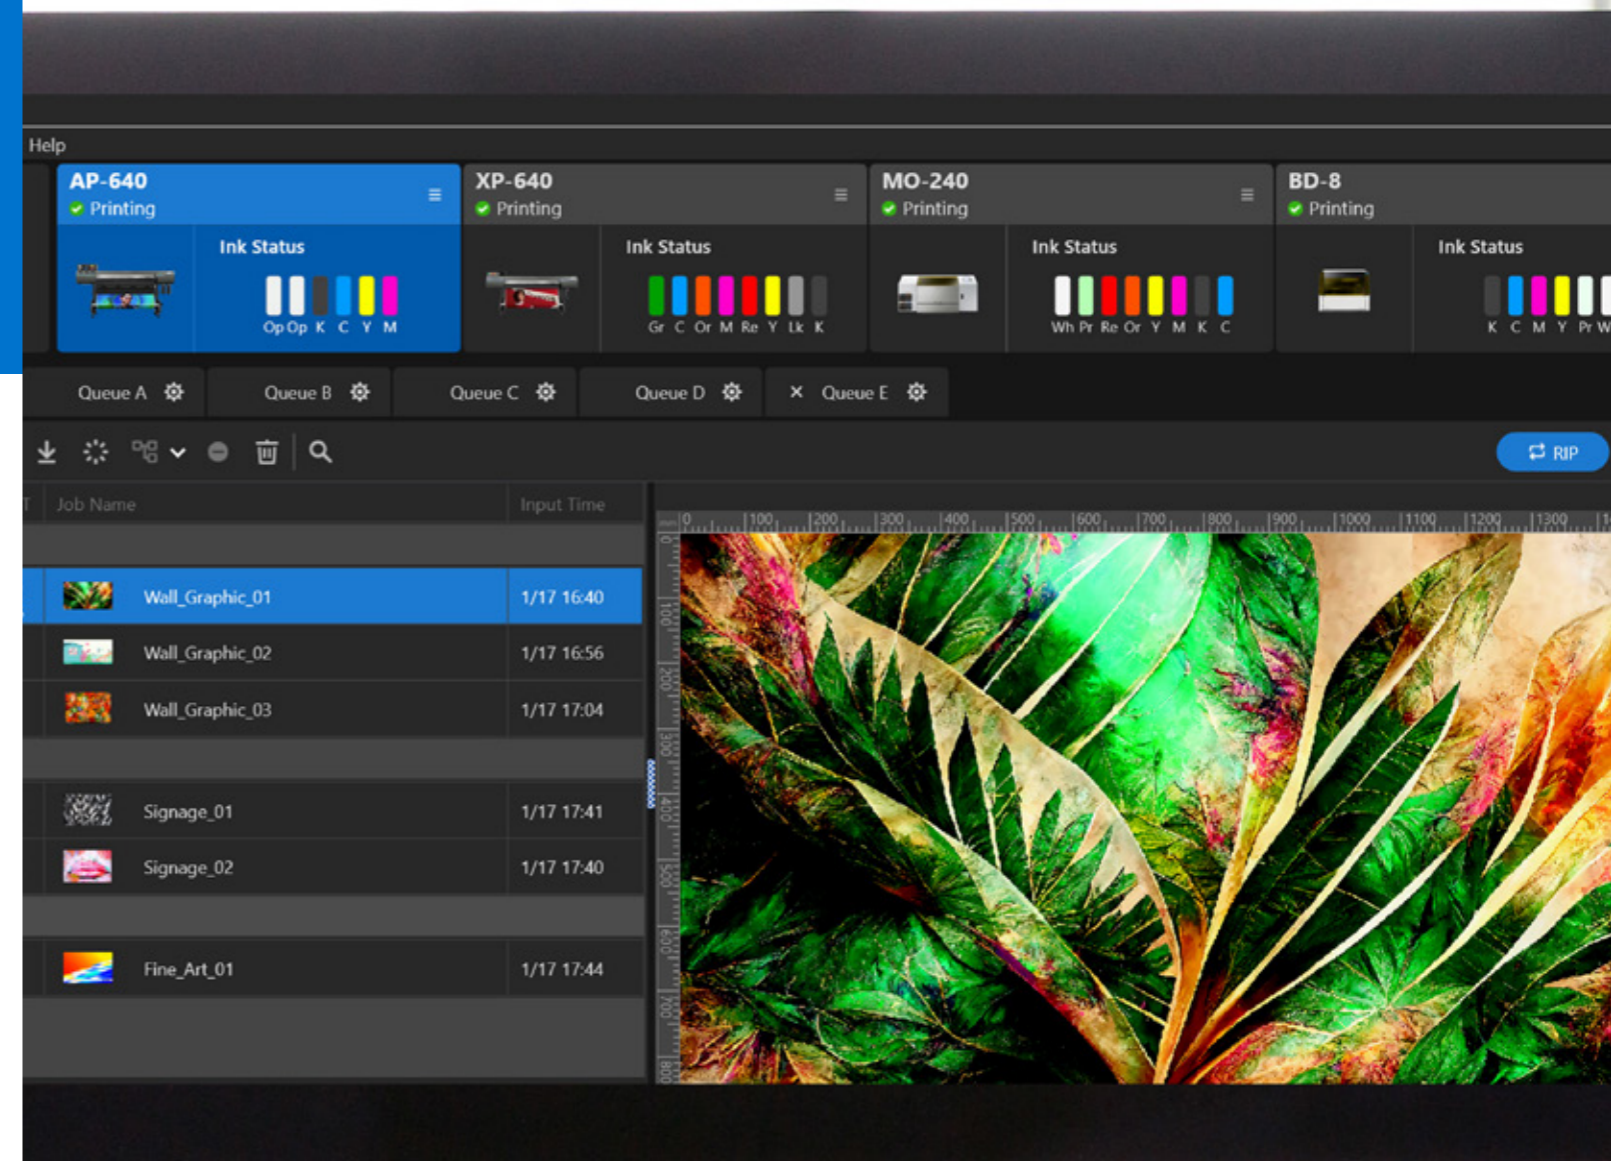 Help
AP-640 XP-640 MO-240 BD-8
Printing Printing Printing Printing
Ink Status Ink Status Ink Status Ink Status
Op Op K C Y M Gr C Or M Re Y Lk K Wh Pr Re Or Y M K C K C M Y Pr W
Queue A Queue B Queue C Queue D × Queue E
RIP
T Job Name Input Time
mm 0 100 200 300 400 500 600 700 800 900 1000 1100 1200 1300 1
0
Wall_Graphic_01 1/17 16:40
100
Wall_Graphic_02 1/17 16:56
200
Wall_Graphic_03 1/17 17:04
300
Signage_01 1/17 17:41
400
Signage_02 1/17 17:40
500
600
Fine_Art_01 1/17 17:44
700
800